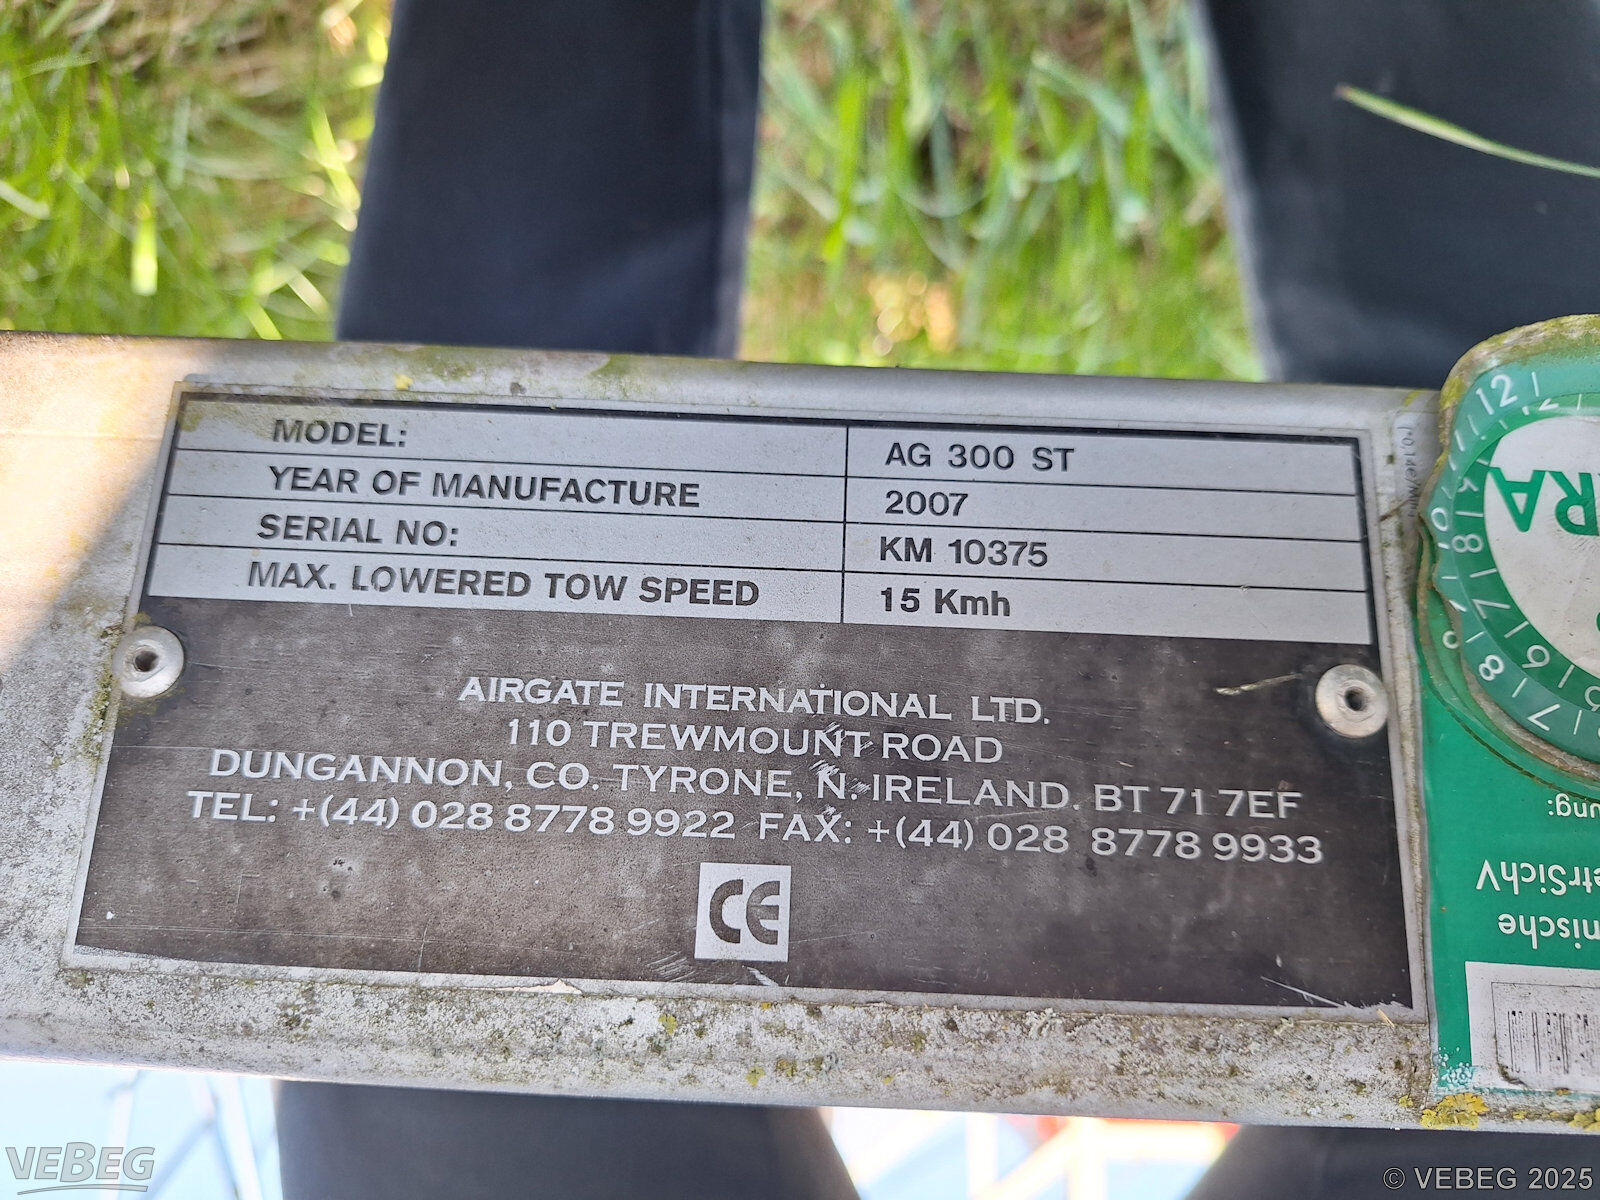 MODEL: AG 300 ST
YEAR OF MANUFACTURE 2007
SERIAL NO: KM 10375
MAX. LOWERED TOW SPEED 15 Kmh
AIRGATE INTERNATIONAL LTD.
110 TREWMOUNT ROAD
DUNGANNON, CO. TYRONE, N. IRELAND. BT 71 7EF
TEL: +(44) 028 8778 9922 FAX: +(44) 028 8778 9933
CE
12
RA
etrSichV
nische
VEBEG
© VEBEG 2025